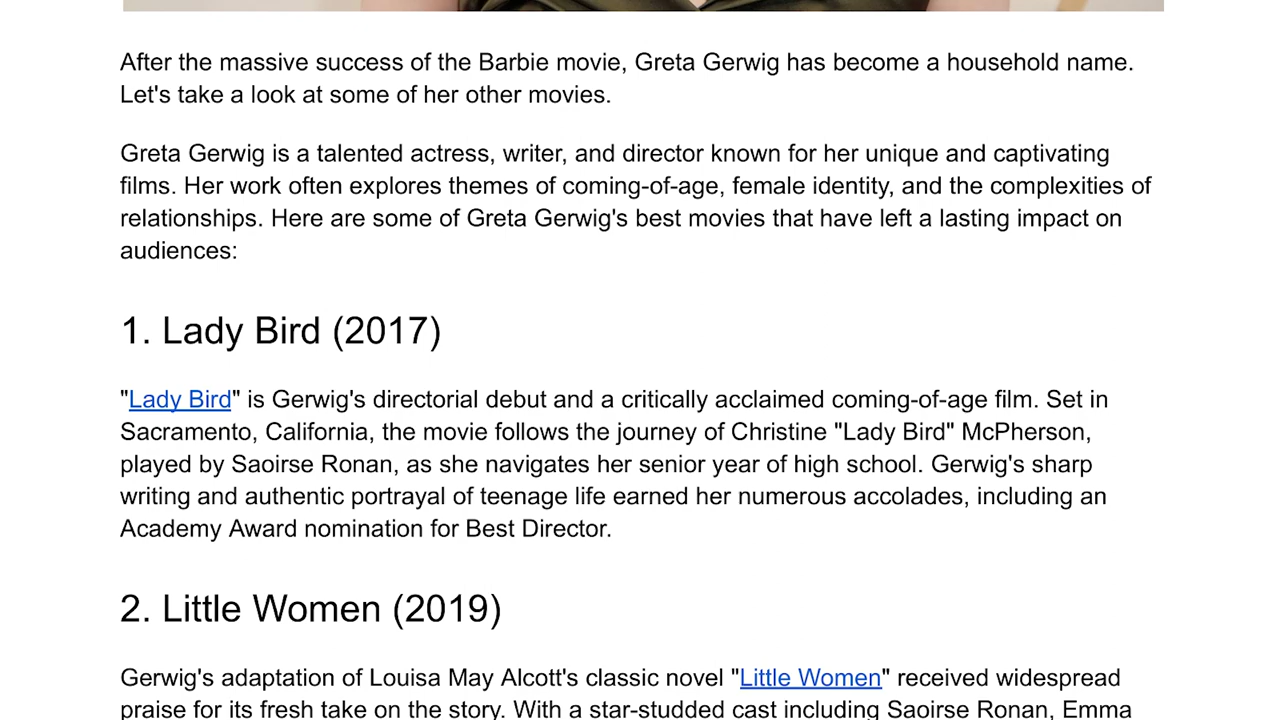 After the massive success of the Barbie movie, Greta Gerwig has become a household name.
Let's take a look at some of her other movies.
Greta Gerwig is a talented actress, writer, and director known for her unique and captivating
films. Her work often explores themes of coming-of-age, female identity, and the complexities of
relationships. Here are some of Greta Gerwig's best movies that have left a lasting impact on
audiences:
1. Lady Bird (2017)
"Lady Bird" is Gerwig's directorial debut and a critically acclaimed coming-of-age film. Set in
Sacramento, California, the movie follows the journey of Christine "Lady Bird" McPherson,
played by Saoirse Ronan, as she navigates her senior year of high school. Gerwig's sharp
writing and authentic portrayal of teenage life earned her numerous accolades, including an
Academy Award nomination for Best Director.
2. Little Women (2019)
Gerwig's adaptation of Louisa May Alcott's classic novel "Little Women" received widespread
praise for its fresh take on the story. With a star-studded cast including Saoirse Ronan, Emma